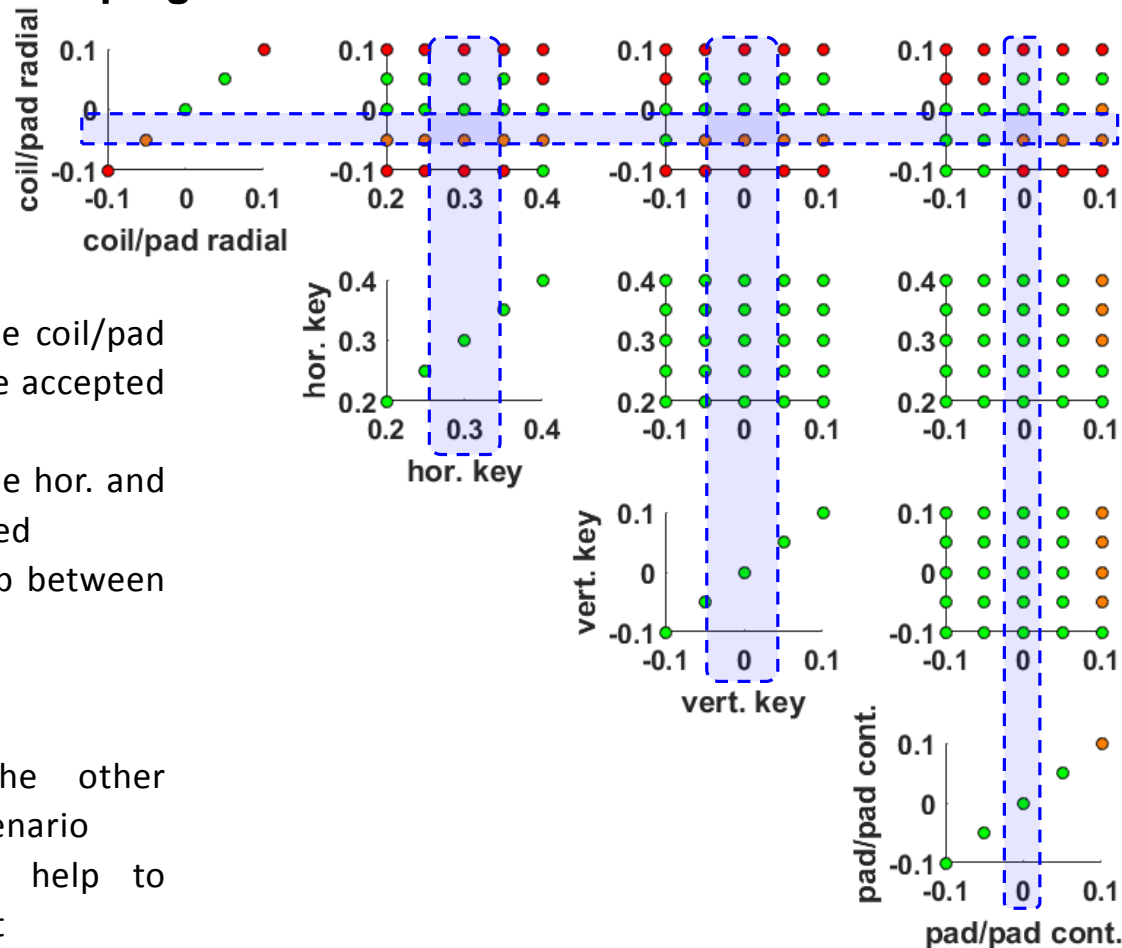 coil/pad radial
0.1
0
-0.1
-0.1 0 0.1
coil/pad radial
0.1
0
-0.1
0.2 0.3 0.4
0.1
0
-0.1
-0.1 0 0.1
0.1
0
-0.1
-0.1 0 0.1
e coil/pad
e accepted
e hor. and
ed
o between
he other
enario
help to
t
hor. key
0.4
0.3
0.2
0.2 0.3 0.4
hor. key
0.4
0.3
0.2
-0.1 0 0.1
0.4
0.3
0.2
-0.1 0 0.1
vert. key
0.1
0
-0.1
-0.1 0 0.1
vert. key
0.1
0
-0.1
-0.1 0 0.1
pad/pad cont.
0.1
0
-0.1
-0.1 0 0.1
pad/pad cont.